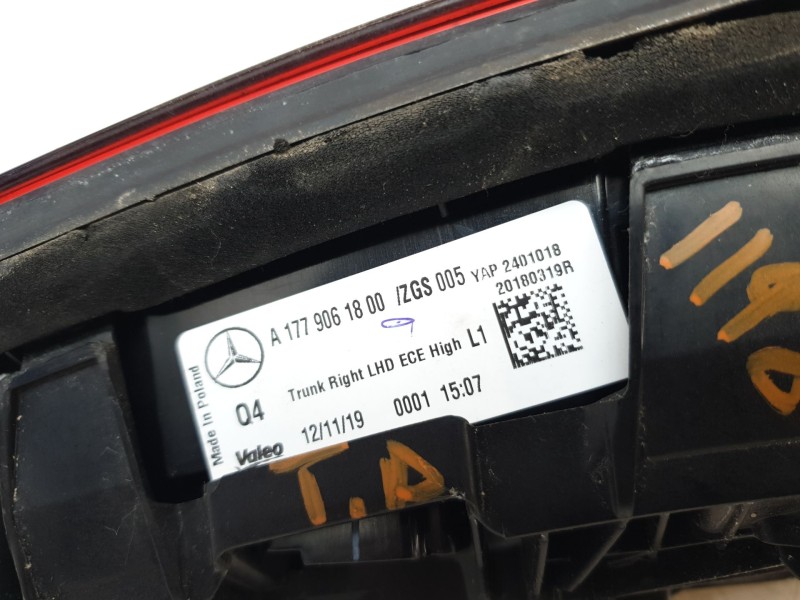 A 177 906 18 00 /ZGS 005 YAP 2401018
20180319R
Trunk Right LHD ECE High L1
Q4
12/11/19 0001 15:07
Valeo
Made In Poland
T.D